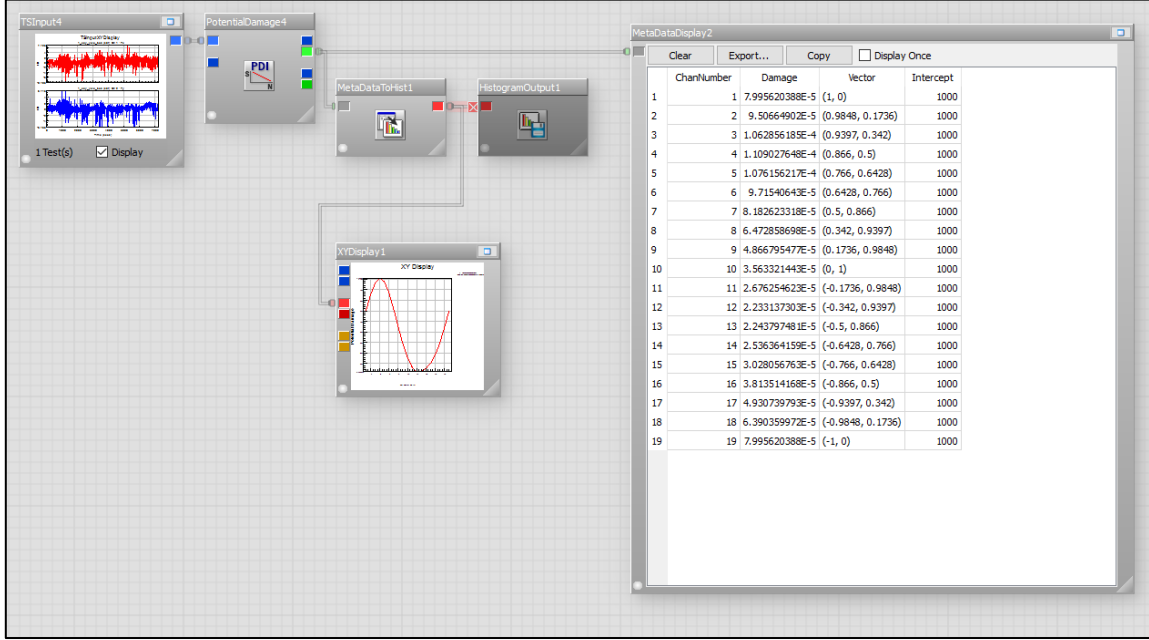 TSInput4
TSInputXYDisplay
1 Test(s) Display
PotentialDamage4
PDI
S
N
MetaDataToHist1
HistogramOutput1
XYDisplay1
XY Display
MetaDataDisplay2
Clear Export... Copy Display Once
ChanNumber Damage Vector Intercept
1 1 7.995620388E-5 (1, 0) 1000
2 2 9.50664902E-5 (0.9848, 0.1736) 1000
3 3 1.062856185E-4 (0.9397, 0.342) 1000
4 4 1.109027648E-4 (0.866, 0.5) 1000
5 5 1.076156217E-4 (0.766, 0.6428) 1000
6 6 9.71540643E-5 (0.6428, 0.766) 1000
7 7 8.182623318E-5 (0.5, 0.866) 1000
8 8 6.472858698E-5 (0.342, 0.9397) 1000
9 9 4.866795477E-5 (0.1736, 0.9848) 1000
10 10 3.563321443E-5 (0, 1) 1000
11 11 2.676254623E-5 (-0.1736, 0.9848) 1000
12 12 2.233137303E-5 (-0.342, 0.9397) 1000
13 13 2.243797481E-5 (-0.5, 0.866) 1000
14 14 2.536364159E-5 (-0.6428, 0.766) 1000
15 15 3.028056763E-5 (-0.766, 0.6428) 1000
16 16 3.813514168E-5 (-0.866, 0.5) 1000
17 17 4.930739793E-5 (-0.9397, 0.342) 1000
18 18 6.390359972E-5 (-0.9848, 0.1736) 1000
19 19 7.995620388E-5 (-1, 0) 1000